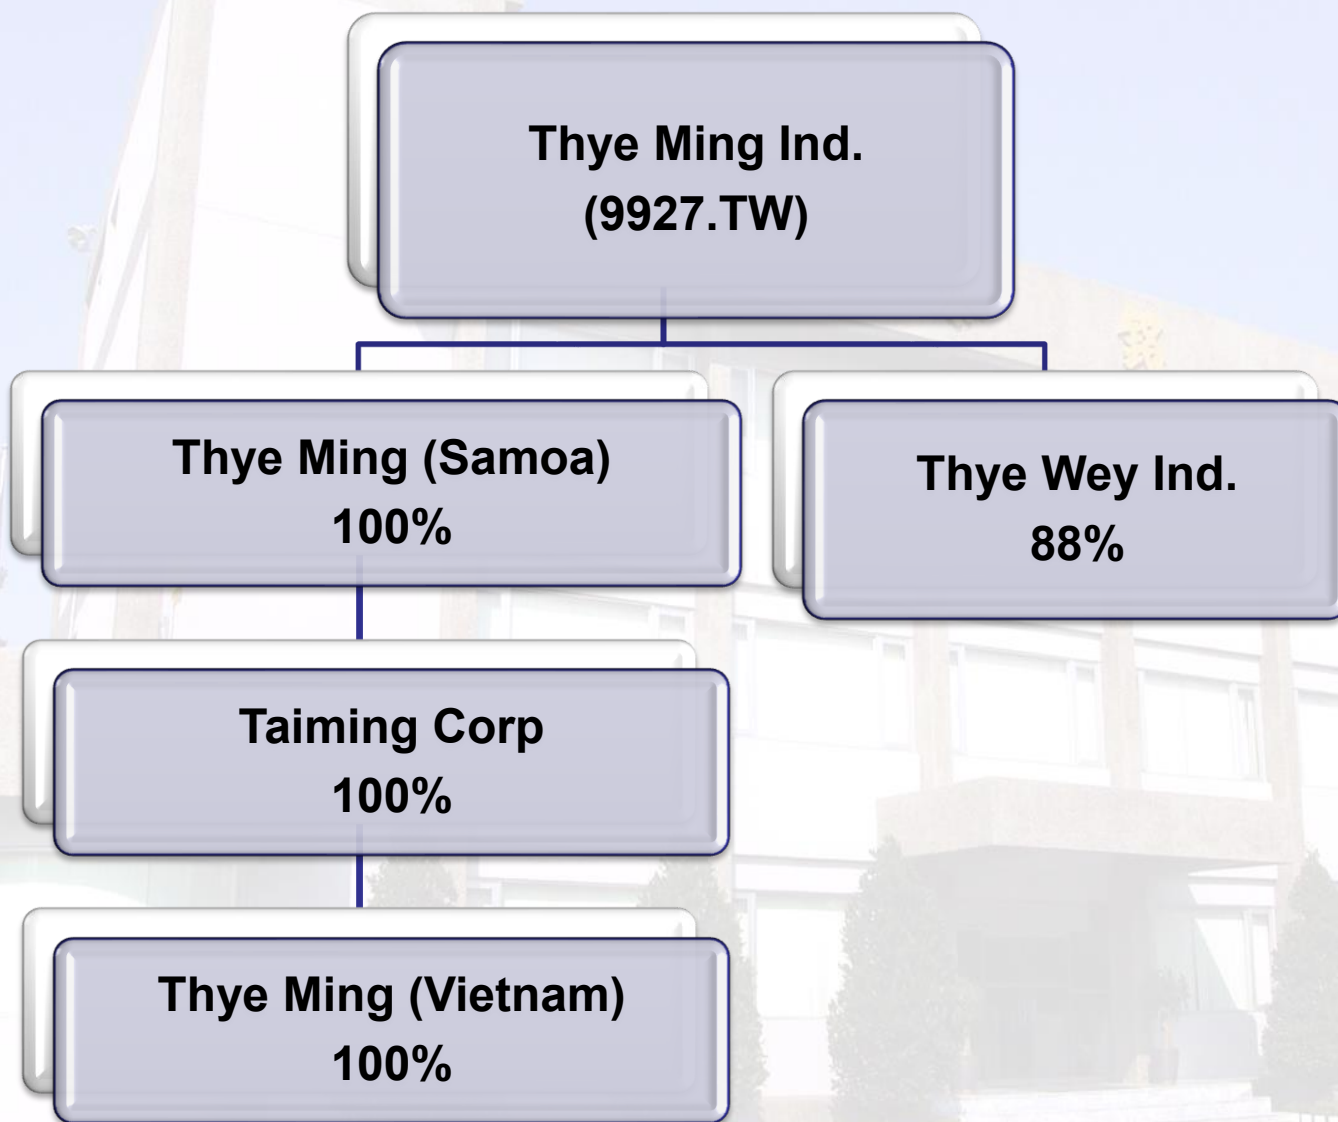 Thye Ming Ind.
(9927.TW)
Thye Ming (Samoa)
100%
Thye Wey Ind.
88%
Taiming Corp
100%
Thye Ming (Vietnam)
100%